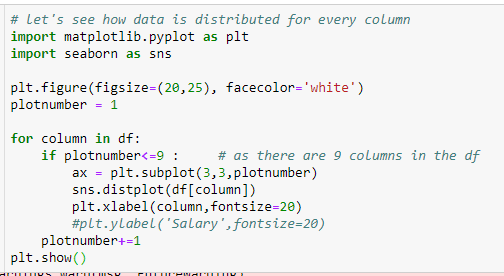 # let's see how data is distributed for every column
import matplotlib.pyplot as plt
import seaborn as sns

plt.figure(figsize=(20,25), facecolor='white')
plotnumber = 1

for column in df:
    if plotnumber<=9 :     # as there are 9 columns in the df
        ax = plt.subplot(3,3,plotnumber)
        sns.distplot(df[column])
        plt.xlabel(column,fontsize=20)
        #plt.ylabel('Salary',fontsize=20)
    plotnumber+=1
plt.show()